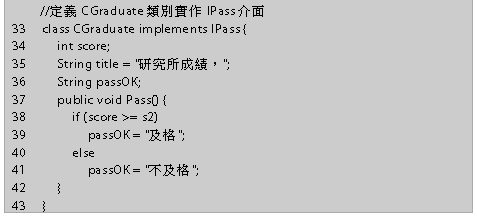 //定義 CGraduate 類別實作 IPass 介面
33 class CGraduate implements IPass {
34 int score;
35 String title = "研究所成績，";
36 String passOK;
37 public void Pass() {
38 if (score >= s2)
39 passOK = "及格";
40 else
41 passOK = "不及格";
42 }
43 }